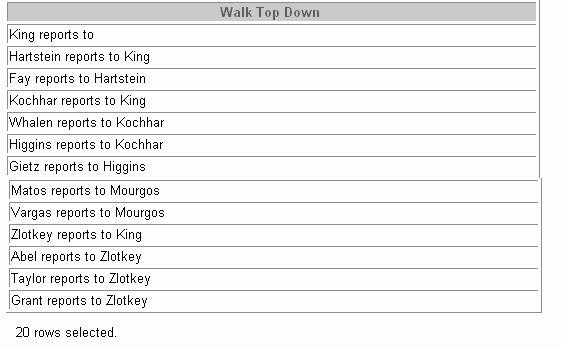 Walk Top Down
King reports to
Hartstein reports to King
Fay reports to Hartstein
Kochhar reports to King
Whalen reports to Kochhar
Higgins reports to Kochhar
Gietz reports to Higgins
Matos reports to Mourgos
Vargas reports to Mourgos
Zlotkey reports to King
Abel reports to Zlotkey
Taylor reports to Zlotkey
Grant reports to Zlotkey
20 rows selected.